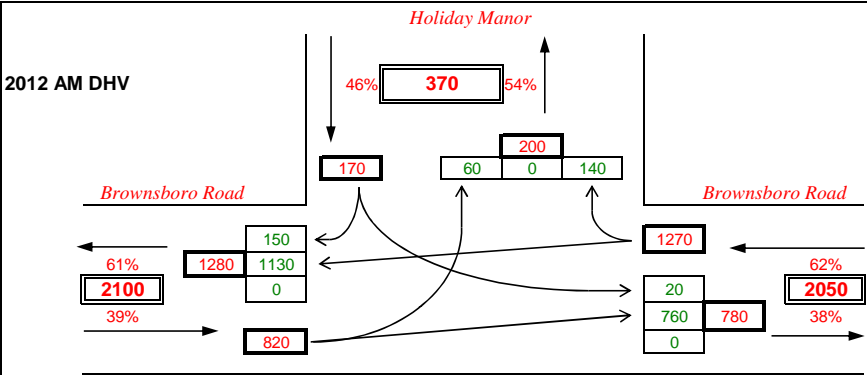 Holiday Manor
2012 AM DHV
46% 370 54%
200
170 60 0 140
Brownsboro Road Brownsboro Road
150 1270
61% 1280 1130 62%
2100 0 20 2050
39% 760 780 38%
820 0